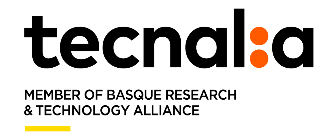 tecnalia
MEMBER OF BASQUE RESEARCH
& TECHNOLOGY ALLIANCE